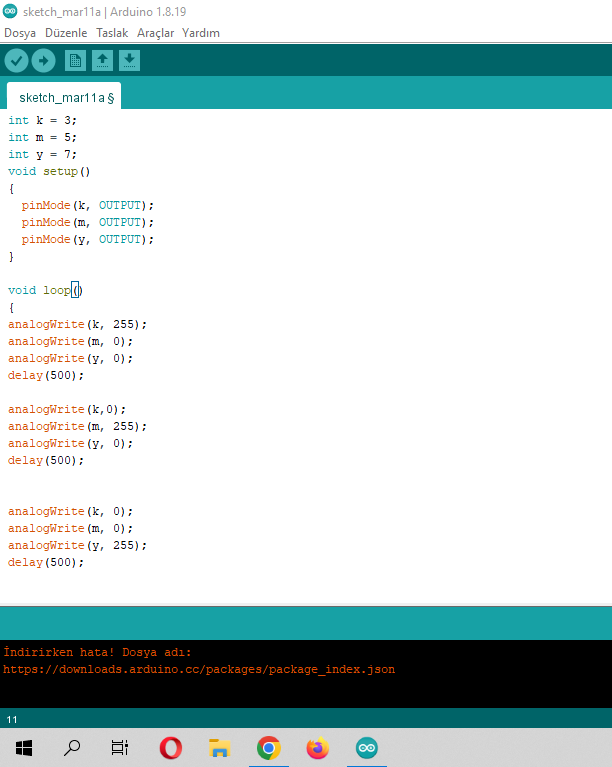 sketch_mar11a | Arduino 1.8.19
Dosya Düzenle Taslak Araçlar Yardım
sketch_mar11a §
int k = 3;
int m = 5;
int y = 7;
void setup()
{
  pinMode(k, OUTPUT);
  pinMode(m, OUTPUT);
  pinMode(y, OUTPUT);
}
void loop()
{
analogWrite(k, 255);
analogWrite(m, 0);
analogWrite(y, 0);
delay(500);
analogWrite(k,0);
analogWrite(m, 255);
analogWrite(y, 0);
delay(500);
analogWrite(k, 0);
analogWrite(m, 0);
analogWrite(y, 255);
delay(500);
İndirirken hata! Dosya adı:
https://downloads.arduino.cc/packages/package_index.json
11